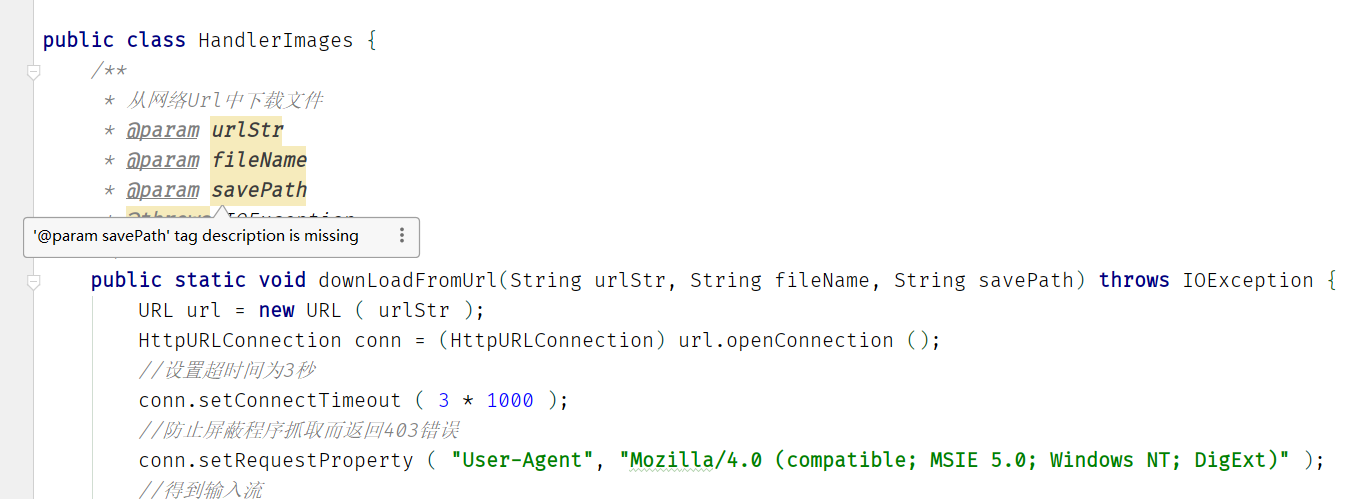 public class HandlerImages {
/**
* 从网络Url中下载文件
* @param urlStr
* @param fileName
* @param savePath
* @throws IOException
'@param savePath' tag description is missing
public static void downLoadFromUrl(String urlStr, String fileName, String savePath) throws IOException {
URL url = new URL ( urlStr );
HttpURLConnection conn = (HttpURLConnection) url.openConnection ();
//设置超时间为3秒
conn.setConnectTimeout ( 3 * 1000 );
//防止屏蔽程序抓取而返回403错误
conn.setRequestProperty ( "User-Agent", "Mozilla/4.0 (compatible; MSIE 5.0; Windows NT; DigExt)" );
//得到输入流